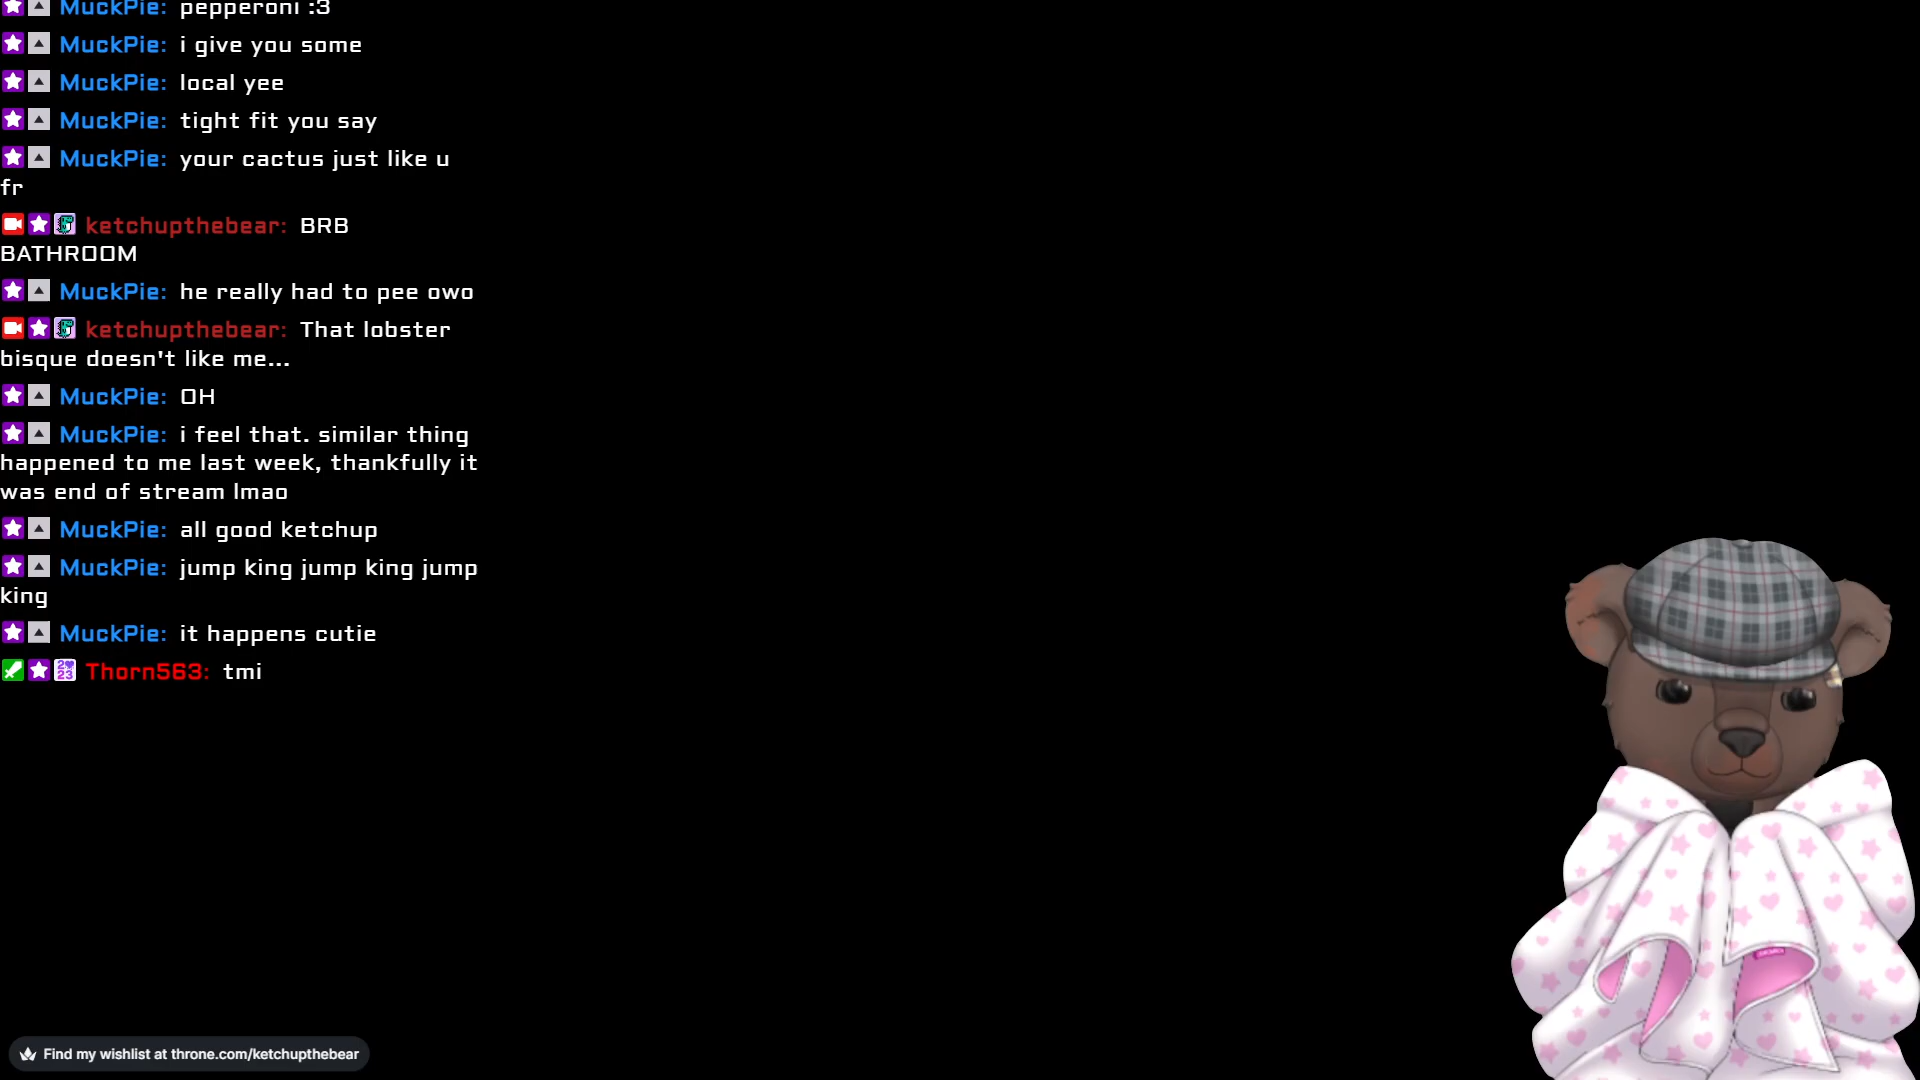 MuckPie: pepperoni :3
MuckPie: i give you some
MuckPie: local yee
MuckPie: tight fit you say
MuckPie: your cactus just like u
fr
ketchupthebear: BRB
BATHROOM
MuckPie: he really had to pee owo
ketchupthebear: That lobster
bisque doesn't like me...
MuckPie: OH
MuckPie: i feel that. similar thing
happened to me last week, thankfully it
was end of stream lmao
MuckPie: all good ketchup
MuckPie: jump king jump king jump
king
MuckPie: it happens cutie
2 23 Thorn563: tmi
Find my wishlist at throne.com/ketchupthebear